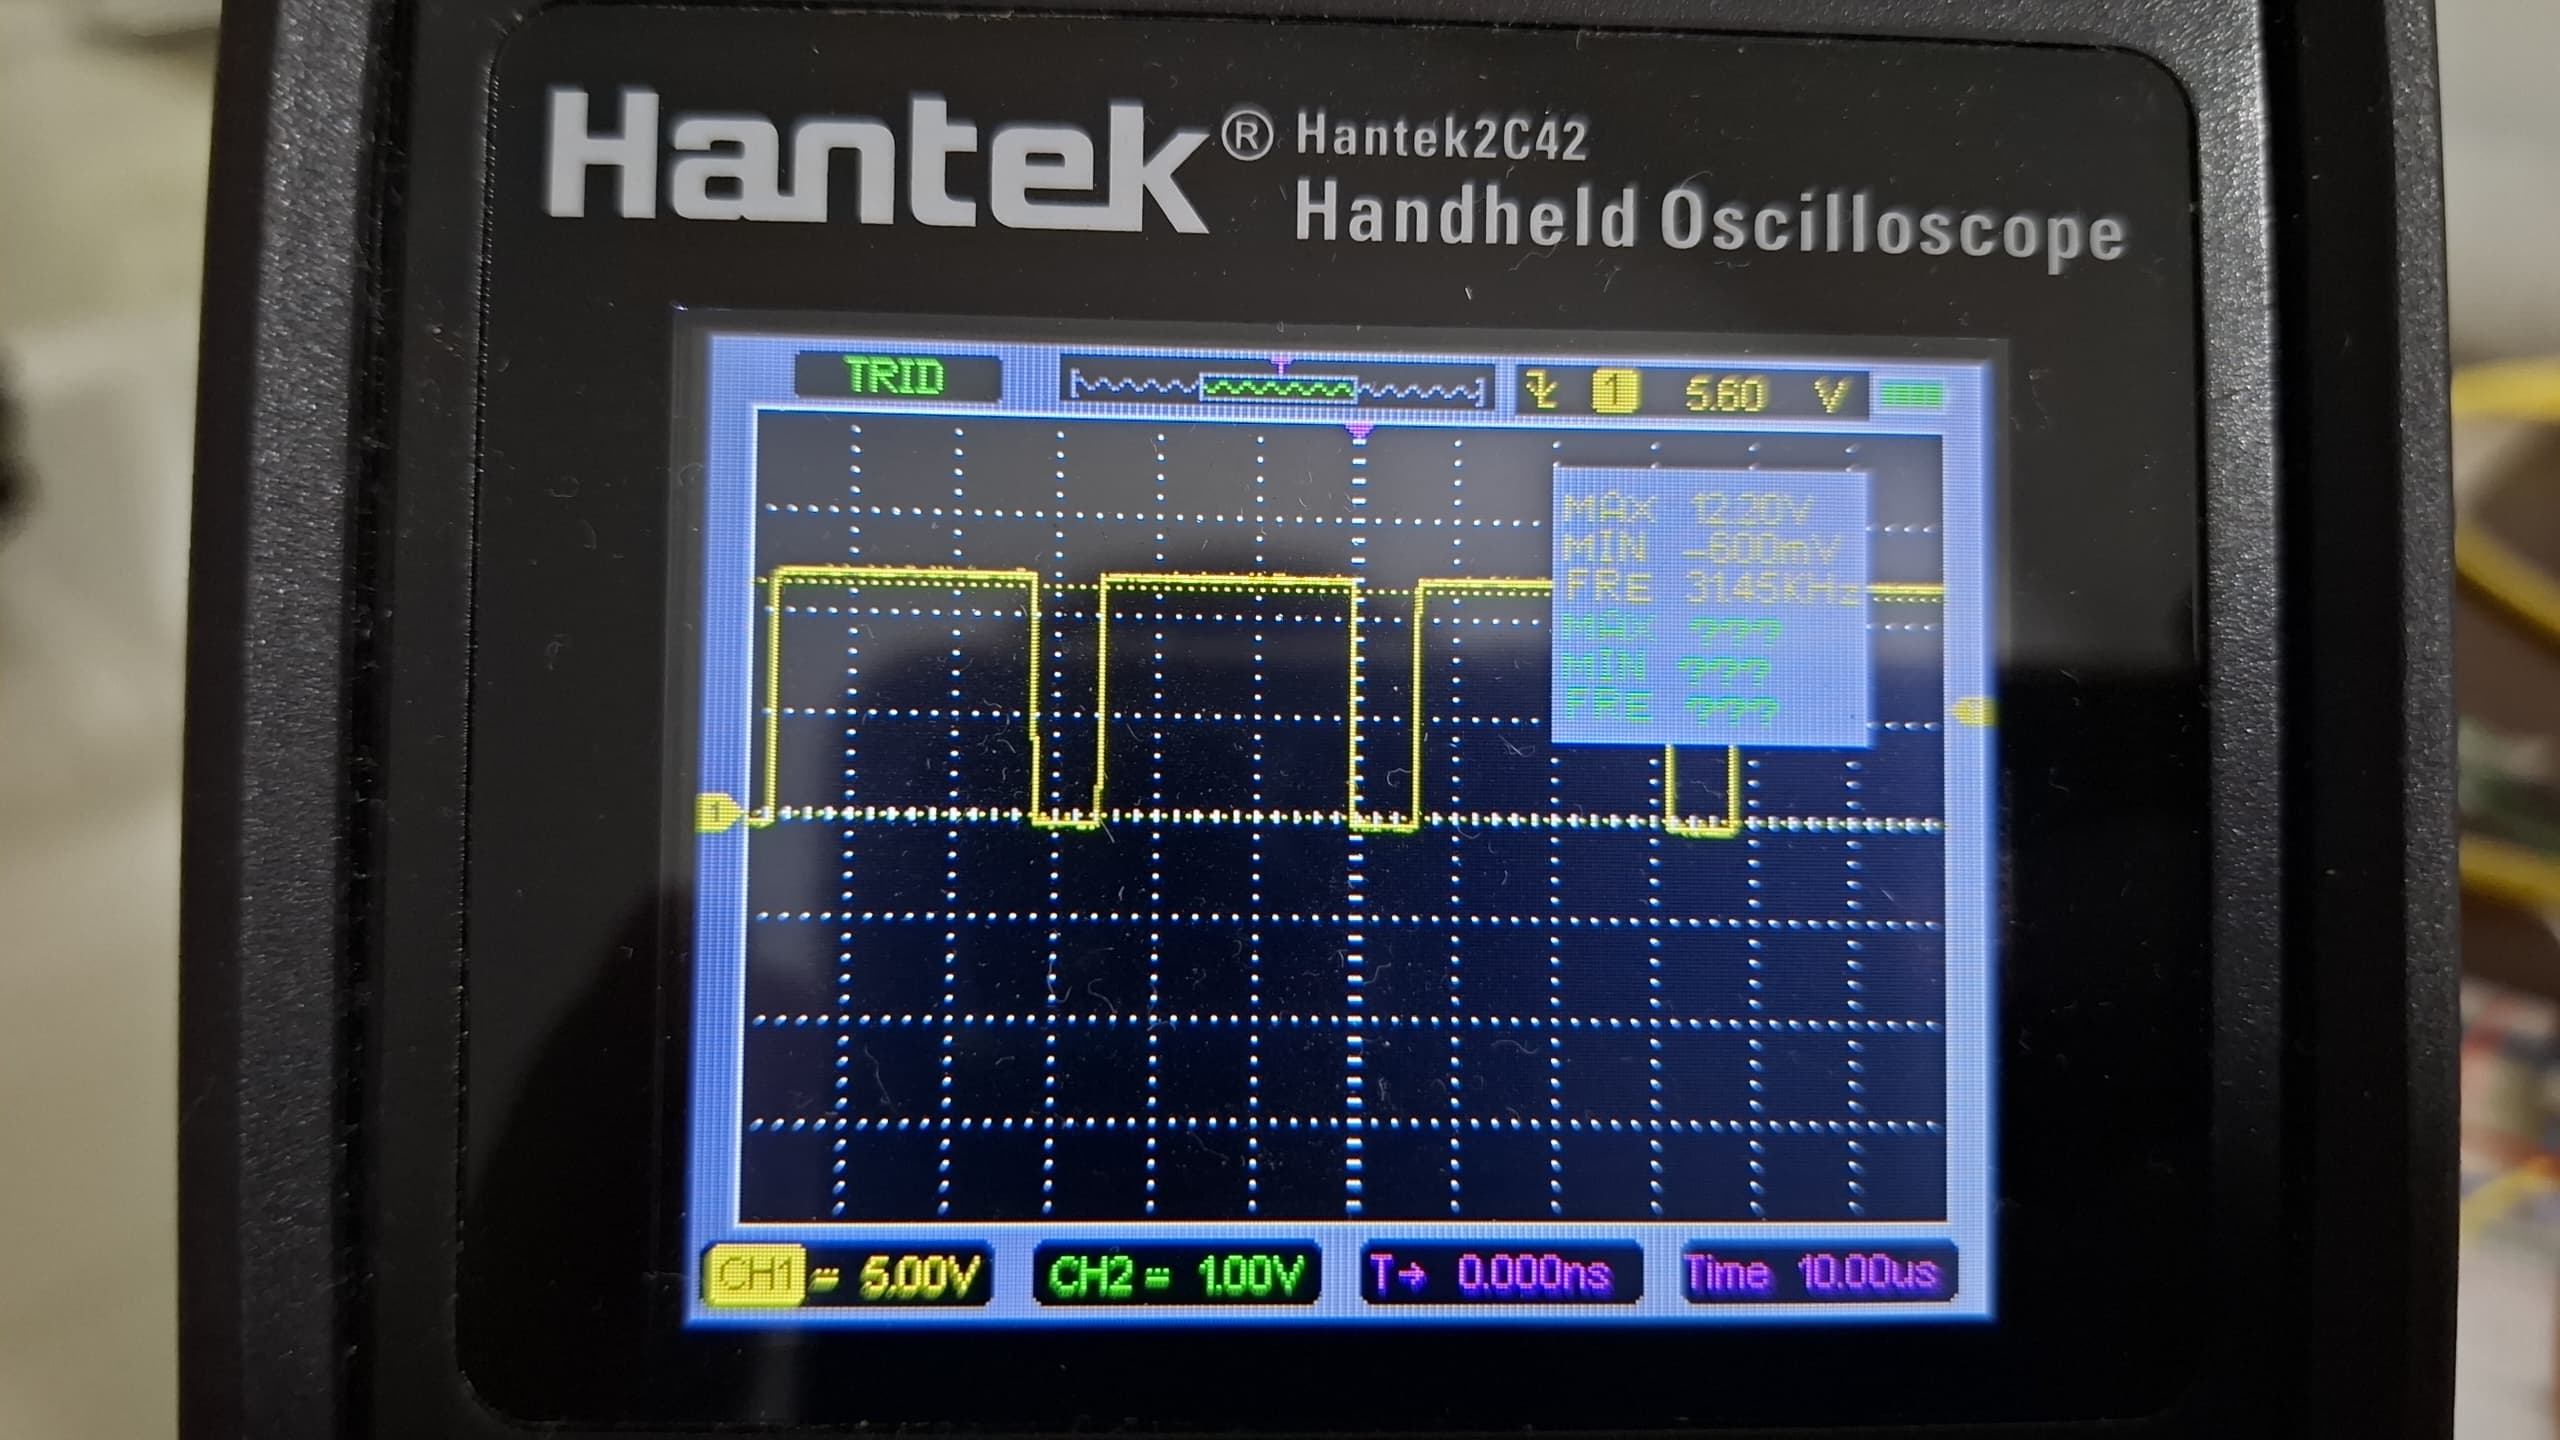 Hantek® Hantek2C42
Handheld Oscilloscope
TRID
1 5.60 V
MAX 12.20V
MIN -600mV
FRE 31.45KHz
MAX ???
MIN ???
FRE ???
1
CH1 5.00V CH2 1.00V T→ 0.000ns Time 10.00us